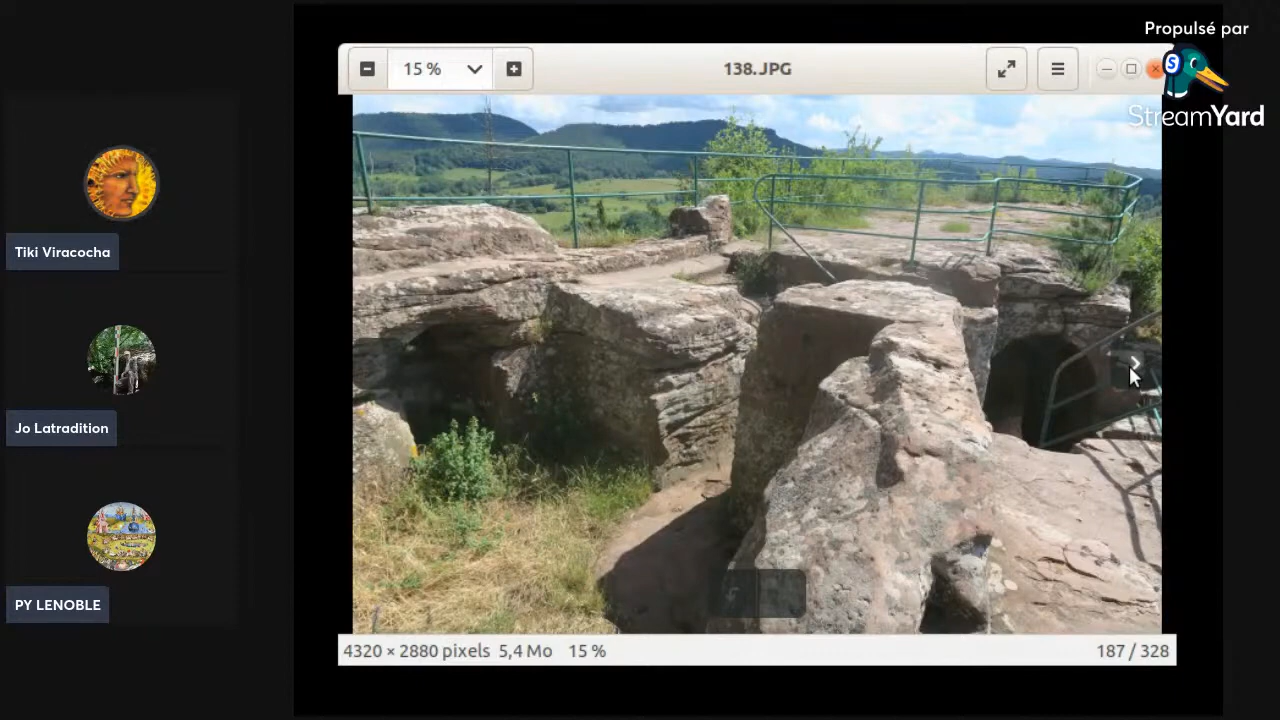 Propulsé par
StreamYard
15 %
138.JPG
Tiki Viracocha
Jo Latradition
PY LENOBLE
4320 × 2880 pixels 5,4 Mo 15 %
187 / 328